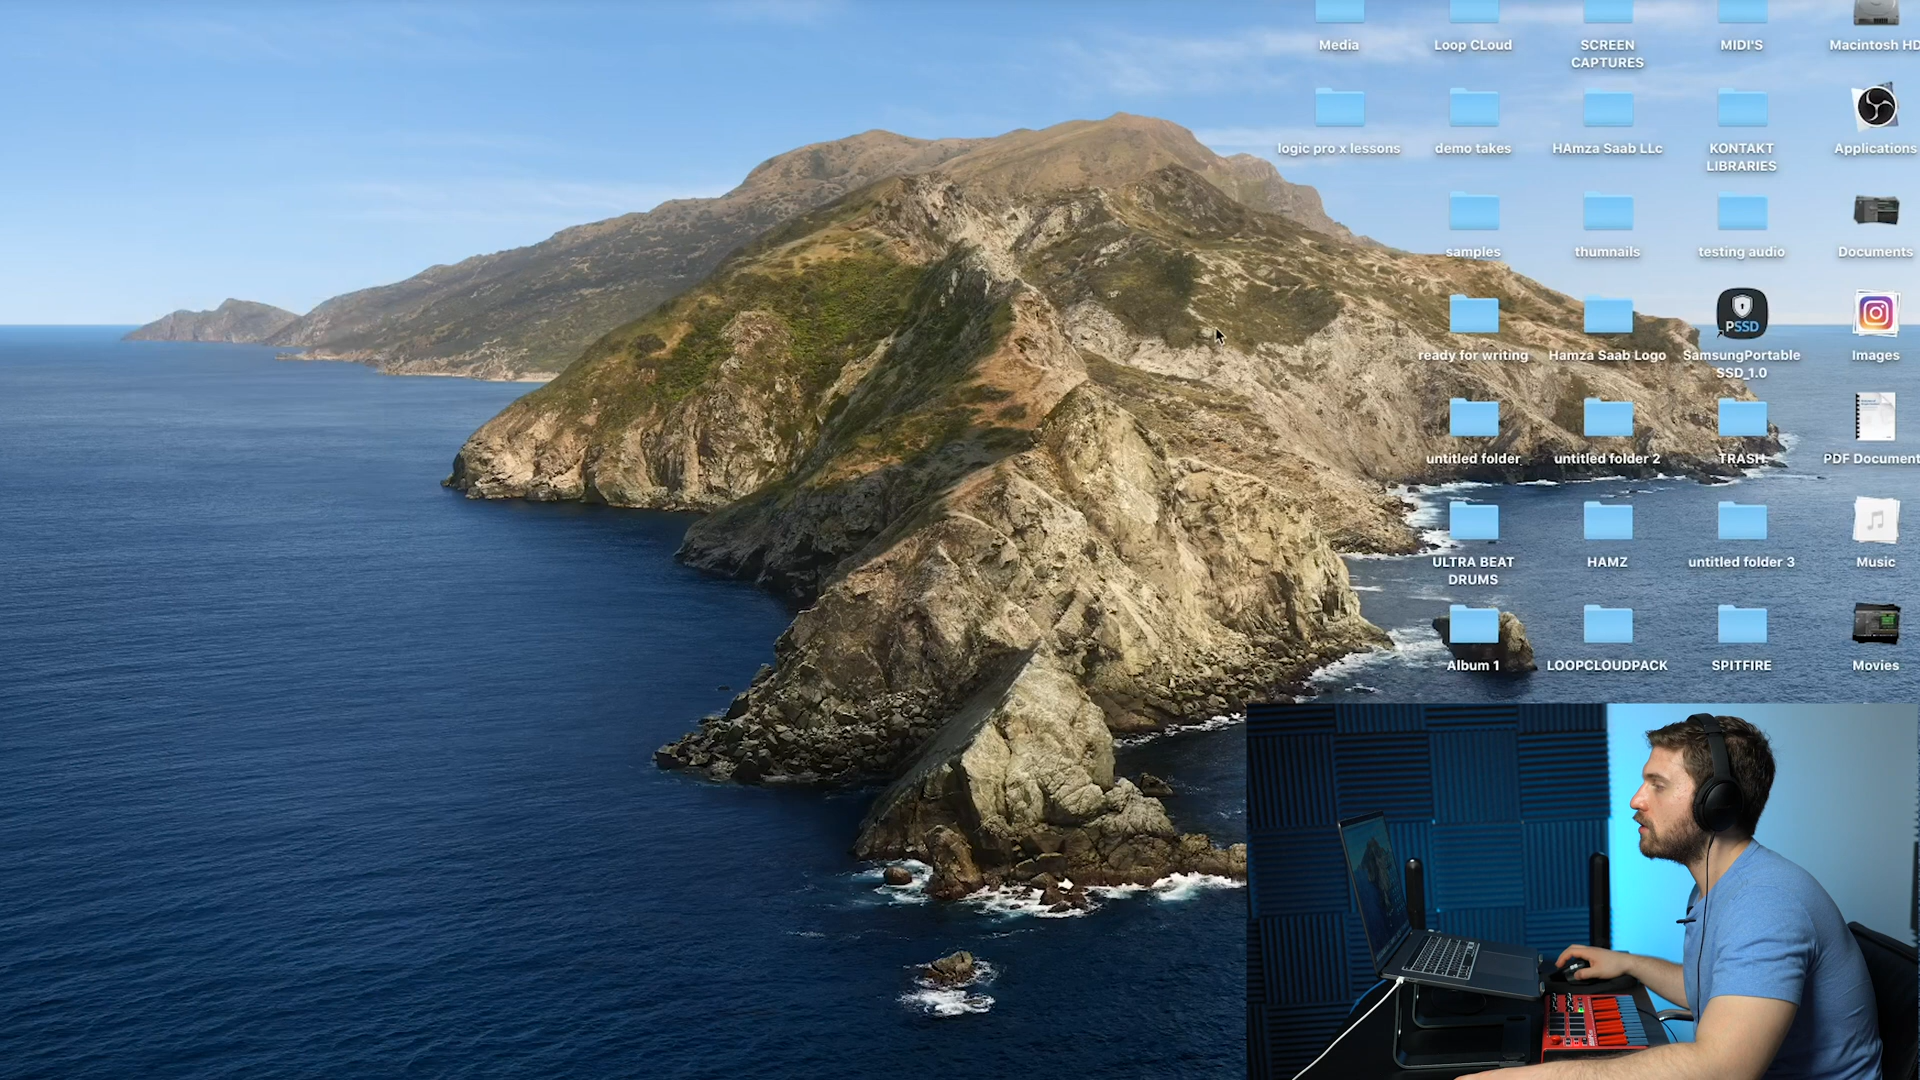 Media
Loop CLoud
SCREEN
CAPTURES
MIDI'S
Macintosh HD
logic pro x lessons
demo takes
HAmza Saab LLc
KONTAKT
LIBRARIES
Applications
samples
thumnails
testing audio
Documents
PSSD
ready for writing
Hamza Saab Logo
SamsungPortable
SSD_1.0
Images
untitled folder
untitled folder 2
TRASH
PDF Document
ULTRA BEAT
DRUMS
HAMZ
untitled folder 3
Music
Album 1
LOOPCLOUDPACK
SPITFIRE
Movies